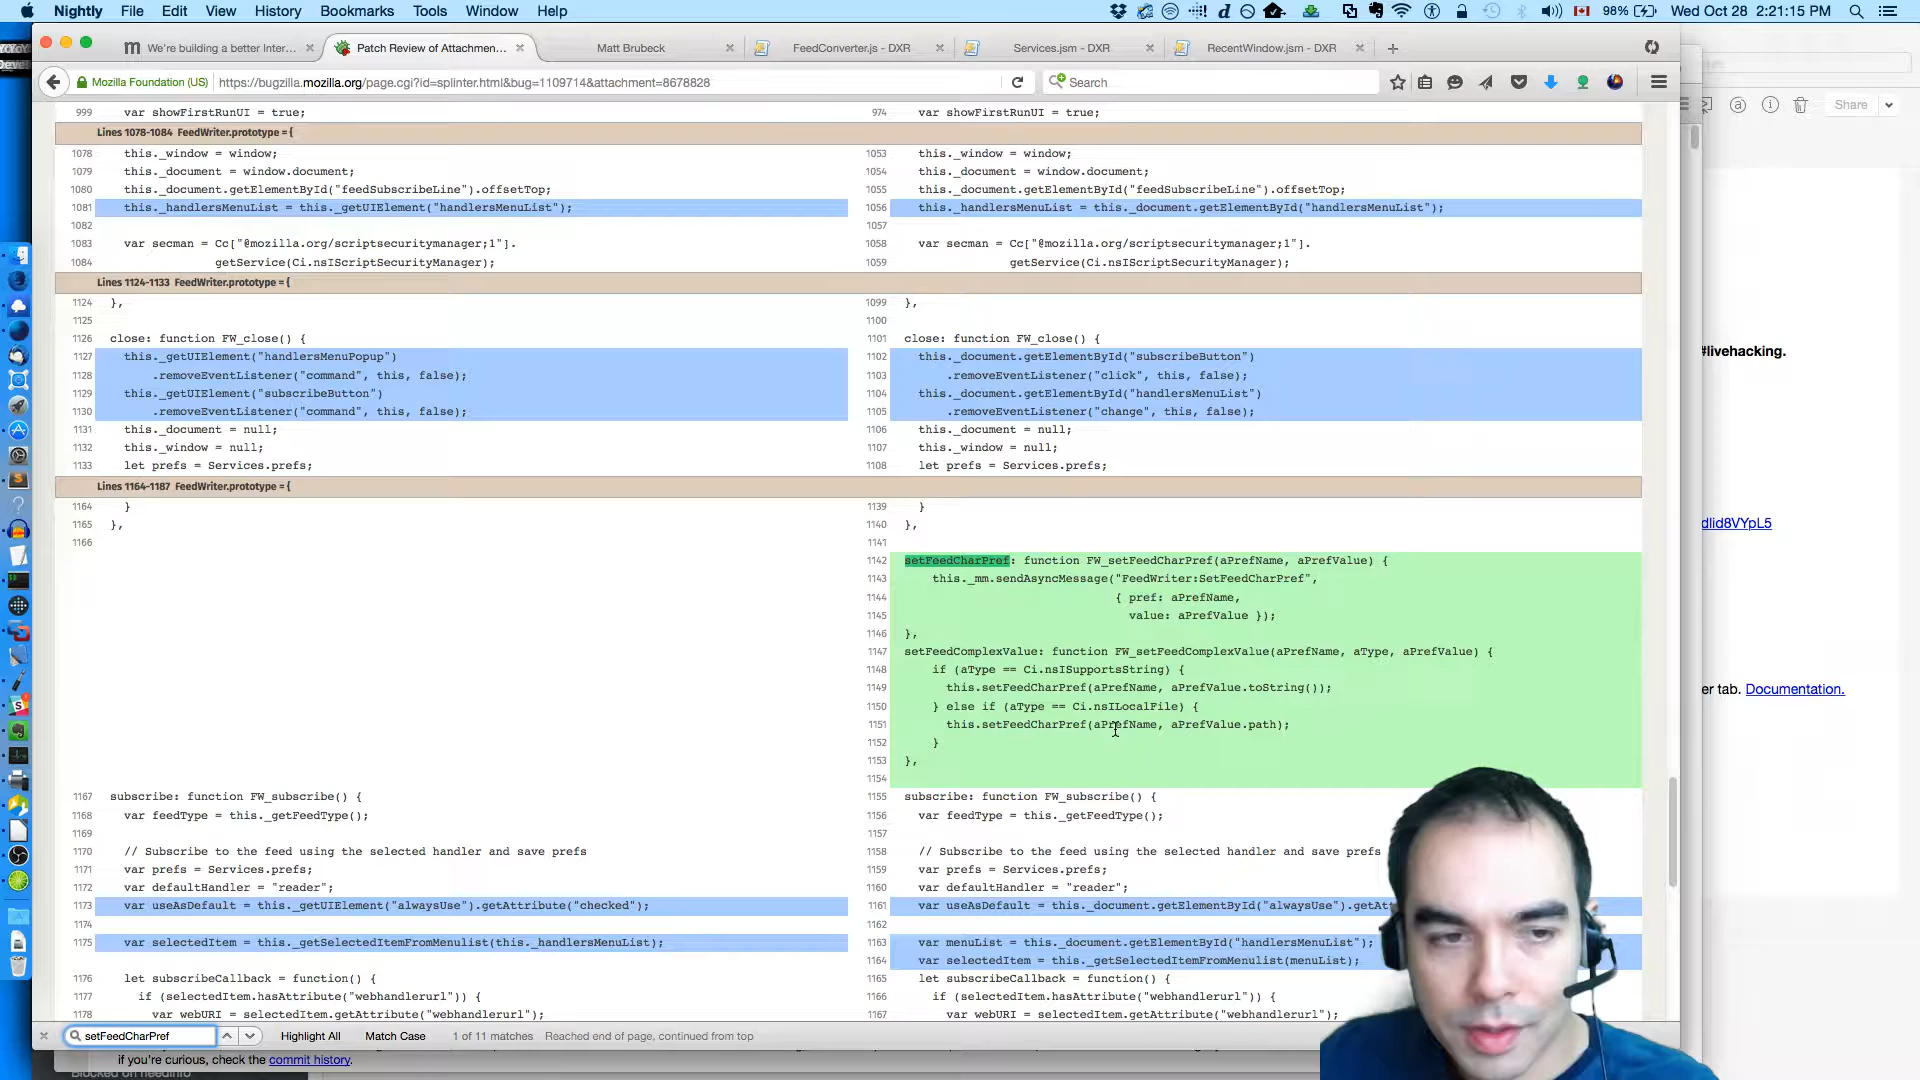 Nightly File Edit View History Bookmarks Tools Window Help
98% Wed Oct 28 2:21:15 PM
We're building a better Inter...
Patch Review of Attachmen...
Matt Brubeck
FeedConverter.js - DXR
Services.jsm - DXR
RecentWindow.jsm - DXR
Mozilla Foundation (US) https://bugzilla.mozilla.org/page.cgi?id=splinter.html&bug=1109714&attachment=8678828
Search
Share
999 var showFirstRunUI = true; 974 var showFirstRunUI = true;
Lines 1078-1084 FeedWriter.prototype = {
1078 this._window = window; 1053 this._window = window;
1079 this._document = window.document; 1054 this._document = window.document;
1080 this._document.getElementById("feedSubscribeLine").offsetTop; 1055 this._document.getElementById("feedSubscribeLine").offsetTop;
1081 this._handlersMenuList = this._getUIElement("handlersMenuList"); 1056 this._handlersMenuList = this._document.getElementById("handlersMenuList");
1082 1057
1083 var secman = Cc["@mozilla.org/scriptsecuritymanager;1"]. 1058 var secman = Cc["@mozilla.org/scriptsecuritymanager;1"].
1084 getService(Ci.nsIScriptSecurityManager); 1059 getService(Ci.nsIScriptSecurityManager);
Lines 1124-1133 FeedWriter.prototype = {
1124 }, 1099 },
1125 1100
1126 close: function FW_close() { 1101 close: function FW_close() {
1127 this._getUIElement("handlersMenuPopup") 1102 this._document.getElementById("subscribeButton")
1128 .removeEventListener("command", this, false); 1103 .removeEventListener("click", this, false);
1129 this._getUIElement("subscribeButton") 1104 this._document.getElementById("handlersMenuList")
1130 .removeEventListener("command", this, false); 1105 .removeEventListener("change", this, false);
1131 this._document = null; 1106 this._document = null;
1132 this._window = null; 1107 this._window = null;
1133 let prefs = Services.prefs; 1108 let prefs = Services.prefs;
Lines 1164-1187 FeedWriter.prototype = {
1164 } 1139 }
1165 }, 1140 },
1166 1141
1142 setFeedCharPref: function FW_setFeedCharPref(aPrefName, aPrefValue) {
1143 this._mm.sendAsyncMessage("FeedWriter:SetFeedCharPref",
1144 { pref: aPrefName,
1145 value: aPrefValue });
1146 },
1147 setFeedComplexValue: function FW_setFeedComplexValue(aPrefName, aType, aPrefValue) {
1148 if (aType == Ci.nsISupportsString) {
1149 this.setFeedCharPref(aPrefName, aPrefValue.toString());
1150 } else if (aType == Ci.nsILocalFile) {
1151 this.setFeedCharPref(aPrefName, aPrefValue.path);
1152 }
1153 },
1154
1167 subscribe: function FW_subscribe() { 1155 subscribe: function FW_subscribe() {
1168 var feedType = this._getFeedType(); 1156 var feedType = this._getFeedType();
1169 1157
1170 // Subscribe to the feed using the selected handler and save prefs 1158 // Subscribe to the feed using the selected handler and save prefs
1171 var prefs = Services.prefs; 1159 var prefs = Services.prefs;
1172 var defaultHandler = "reader"; 1160 var defaultHandler = "reader";
1173 var useAsDefault = this._getUIElement("alwaysUse").getAttribute("checked"); 1161 var useAsDefault = this._document.getElementById("alwaysUse").getAtt
1174 1162
1175 var selectedItem = this._getSelectedItemFromMenulist(this._handlersMenuList); 1163 var menuList = this._document.getElementById("handlersMenuList");
1164 var selectedItem = this._getSelectedItemFromMenulist(menuList);
1176 let subscribeCallback = function() { 1165 let subscribeCallback = function() {
1177 if (selectedItem.hasAttribute("webhandlerurl")) { 1166 if (selectedItem.hasAttribute("webhandlerurl")) {
1178 var webURI = selectedItem.getAttribute("webhandlerurl"); 1167 var webURI = selectedItem.getAttribute("webhandlerurl");
#livehacking.
dlid8VYpL5
er tab. Documentation.
setFeedCharPref Highlight All Match Case 1 of 11 matches Reached end of page, continued from top
if you're curious, check the commit history.